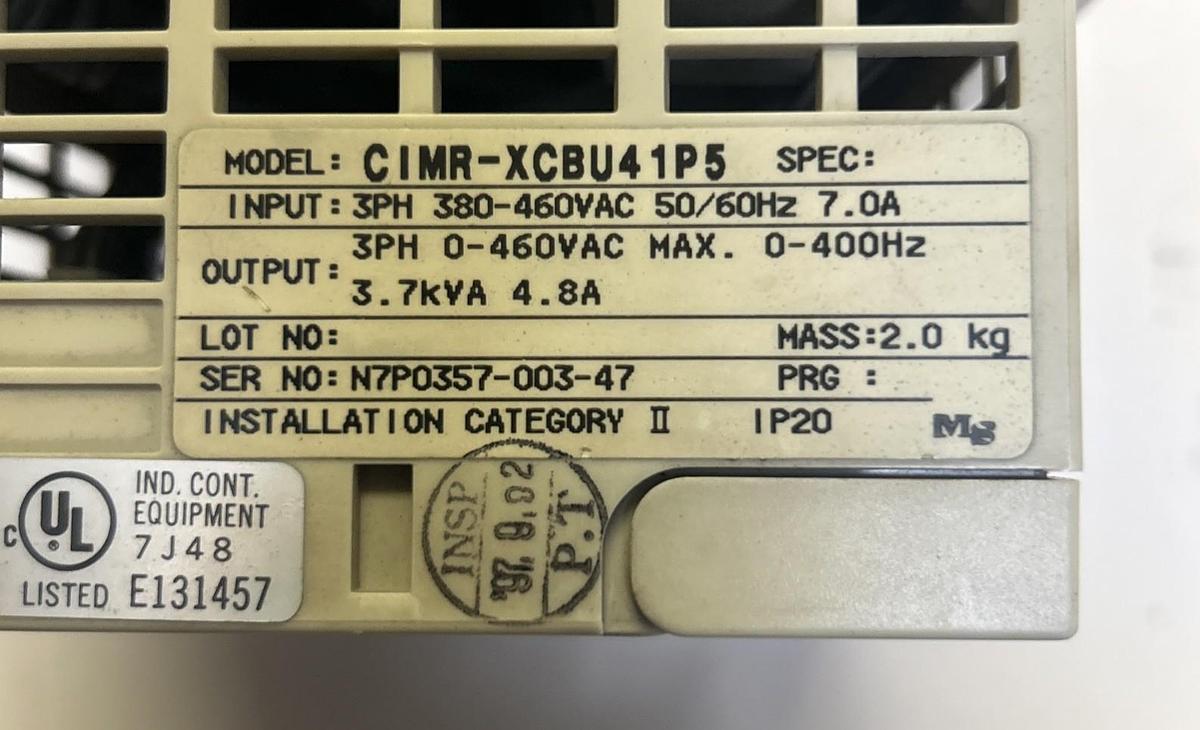 MODEL: CIMR-XCBU41P5 SPEC:
INPUT: 3PH 380-460VAC 50/60Hz 7.0A
OUTPUT: 3PH 0-460VAC MAX. 0-400Hz
3.7kVA 4.8A
LOT NO: MASS:2.0 kg
SER NO: N7P0357-003-47 PRG :
INSTALLATION CATEGORY II IP20 Mg
C UL ® IND. CONT.
EQUIPMENT
7J48
LISTED E131457
INSP
'97.9.02
P.T